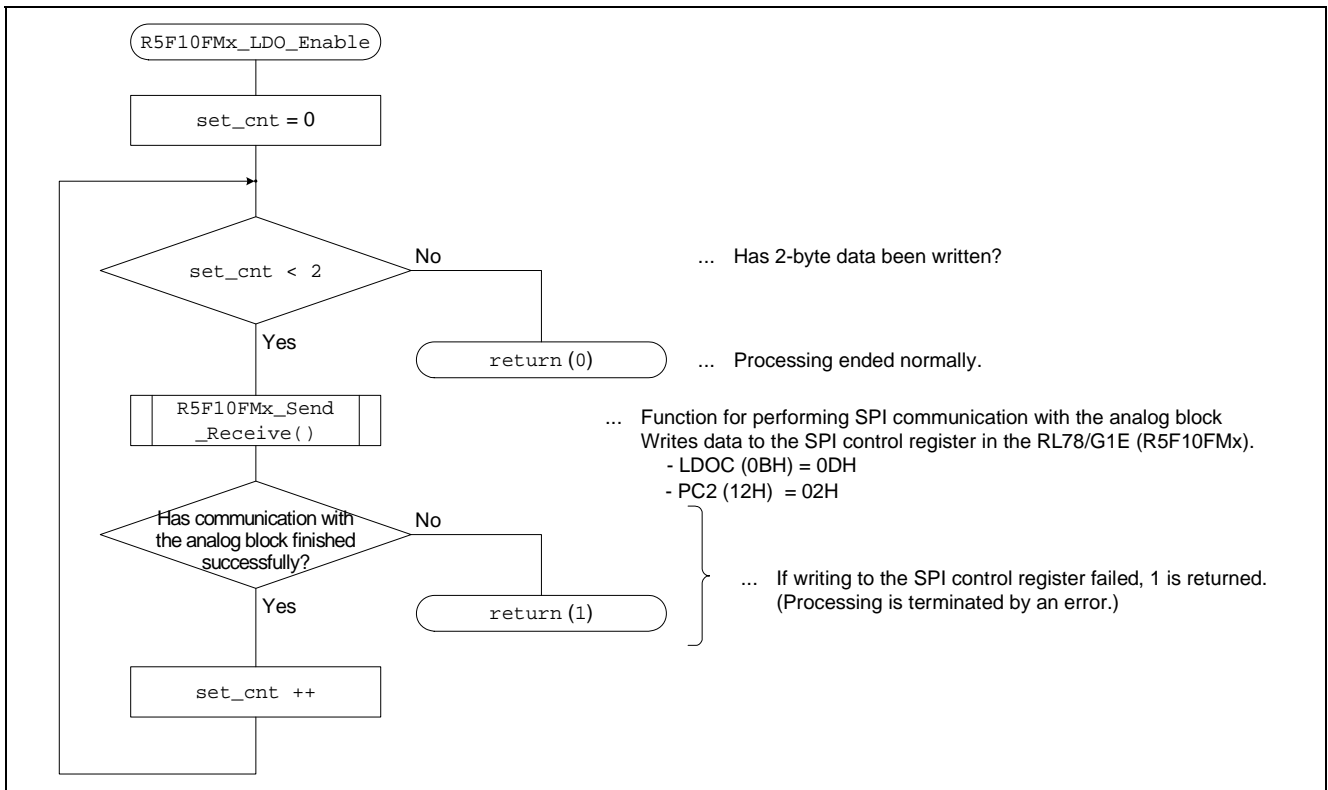 R5F10FMx_LDO_Enable
set_cnt = 0
set_cnt < 2
No
... Has 2-byte data been written?
Yes
return (0)
... Processing ended normally.
R5F10FMx_Send
_Receive()
... Function for performing SPI communication with the analog block
Writes data to the SPI control register in the RL78/G1E (R5F10FMx).
- LDOC (0BH) = 0DH
- PC2 (12H) = 02H
Has communication with
the analog block finished
successfully?
No
Yes
return (1)
... If writing to the SPI control register failed, 1 is returned.
(Processing is terminated by an error.)
set_cnt ++